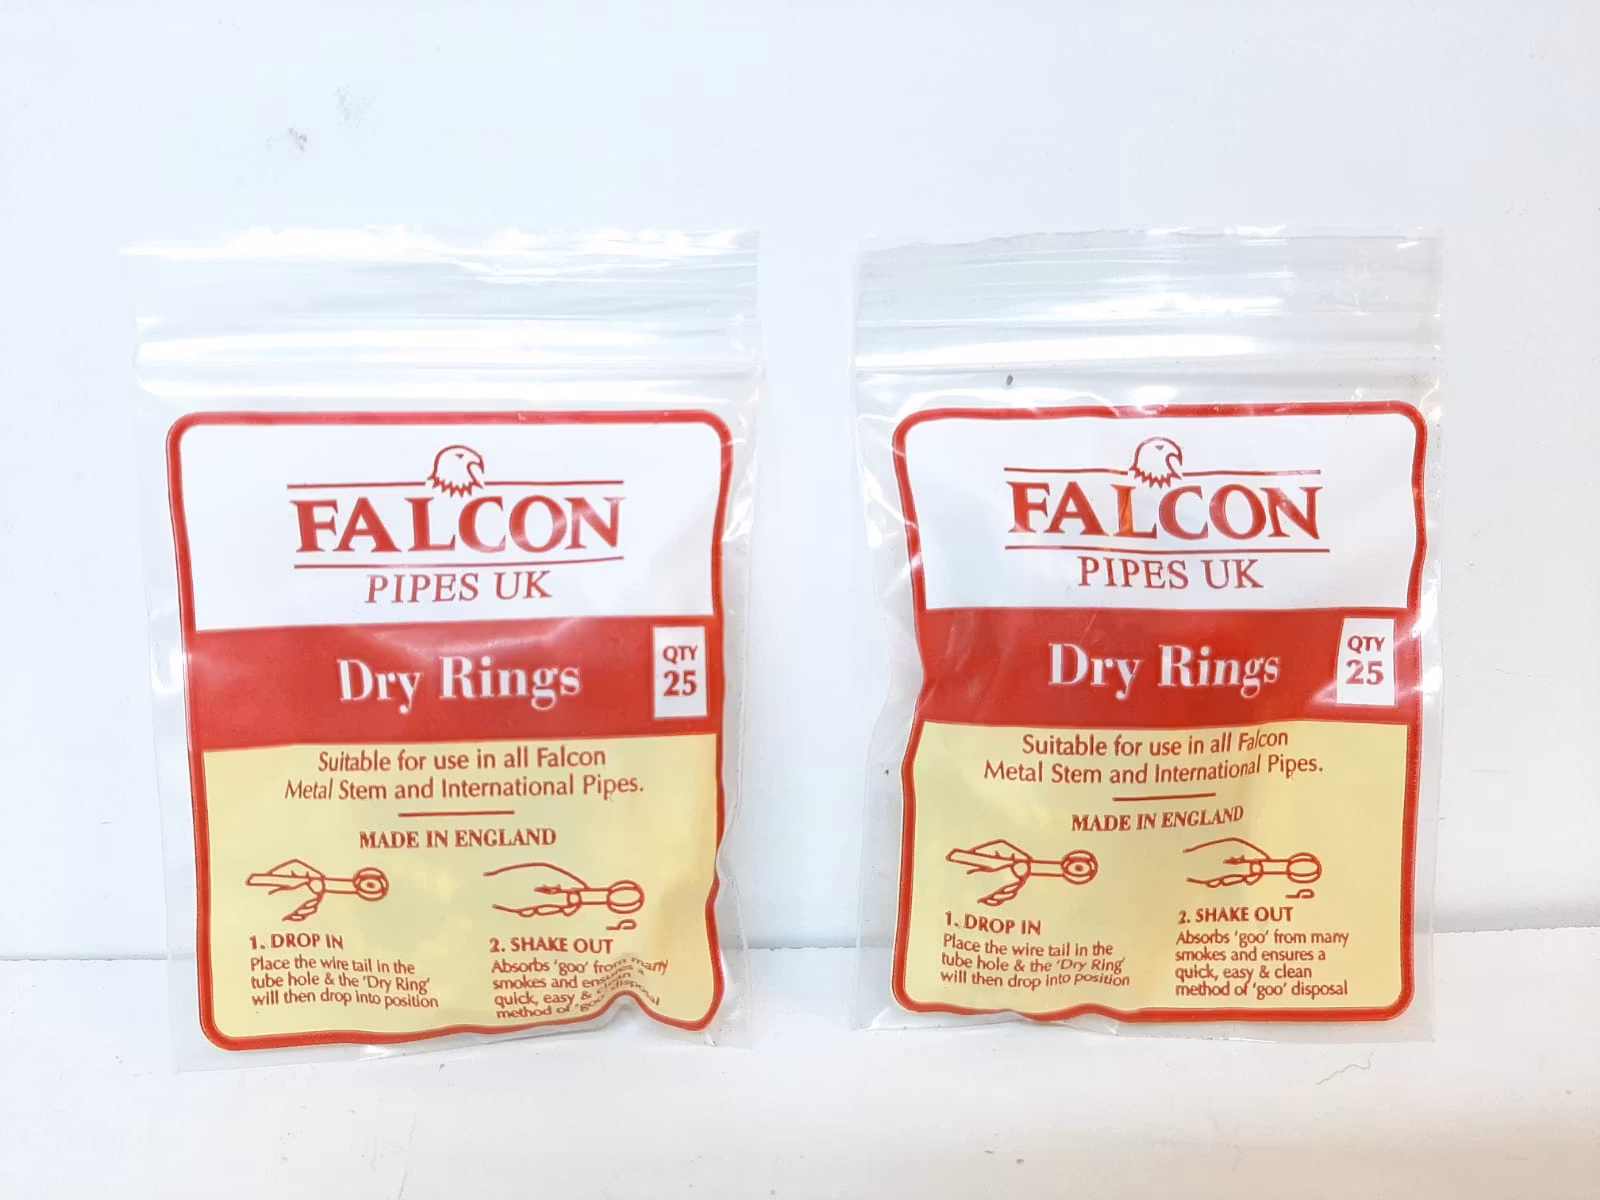 FALCON
PIPES UK
Dry Rings
QTY
25
Suitable for use in all Falcon
Metal Stem and International Pipes.
MADE IN ENGLAND
1. DROP IN
Place the wire tail in the
tube hole & the 'Dry Ring'
will then drop into position
2. SHAKE OUT
Absorbs 'goo' from many
smokes and ensures a
quick, easy & clean
method of 'goo' disposal
FALCON
PIPES UK
Dry Rings
QTY
25
Suitable for use in all Falcon
Metal Stem and International Pipes.
MADE IN ENGLAND
1. DROP IN
Place the wire tail in the
tube hole & the 'Dry Ring'
will then drop into position
2. SHAKE OUT
Absorbs 'goo' from many
smokes and ensures a
quick, easy & clean
method of 'goo' disposal